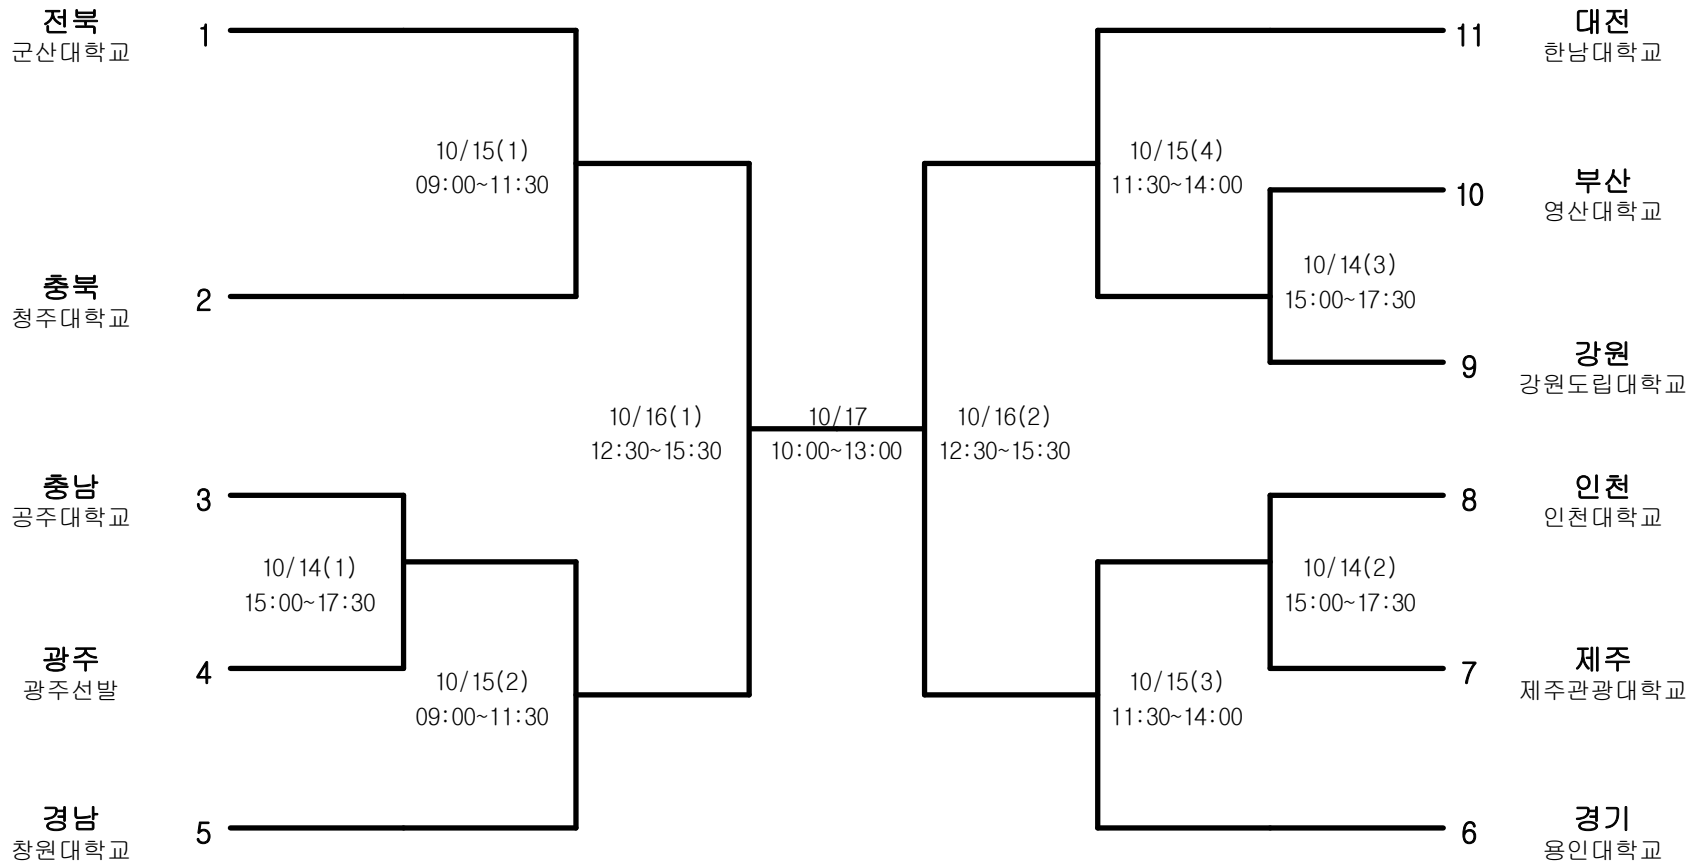 전북
군산대학교
1
10/15(1)
09:00~11:30
충북
청주대학교
2
10/16(1)
12:30~15:30
충남
공주대학교
3
10/14(1)
15:00~17:30
광주
광주선발
4
10/15(2)
09:00~11:30
경남
창원대학교
5
10/17
10:00~13:00
11
대전
한남대학교
10/15(4)
11:30~14:00
10
부산
영산대학교
10/14(3)
15:00~17:30
9
강원
강원도립대학교
10/16(2)
12:30~15:30
8
인천
인천대학교
10/14(2)
15:00~17:30
7
제주
제주관광대학교
10/15(3)
11:30~14:00
6
경기
용인대학교